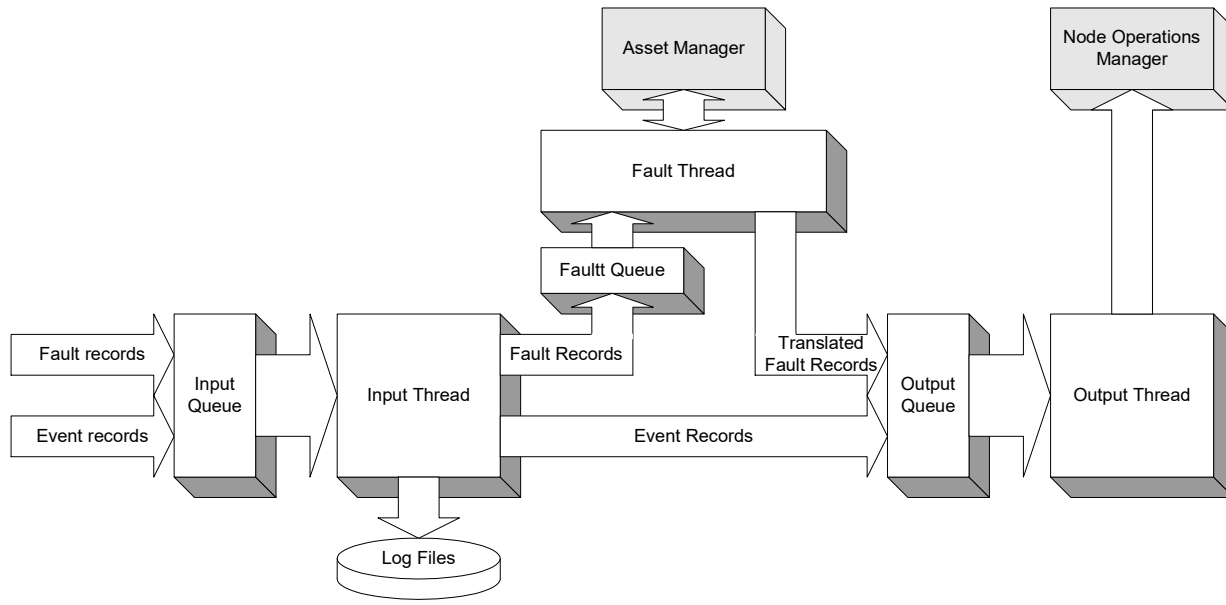 Asset Manager
Node Operations
Manager
Fault Thread
Faultt Queue
Fault records
Event records
Input
Queue
Input Thread
Fault Records
Translated
Fault Records
Event Records
Output
Queue
Output Thread
Log Files